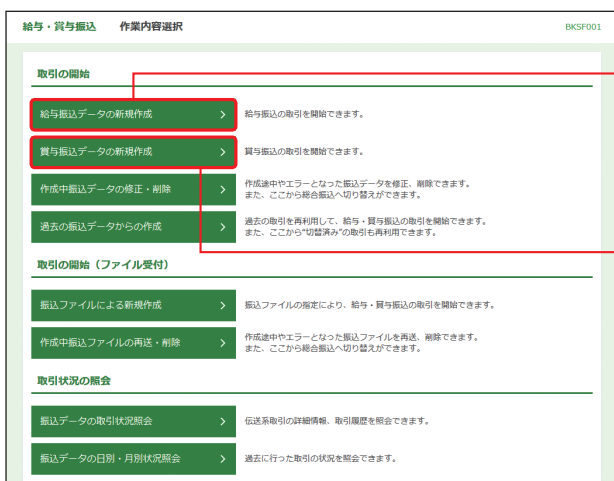 給与・賞与振込 作業内容選択 BKSF001
取引の開始
給与振込データの新規作成 給与振込の取引を開始できます。
賞与振込データの新規作成 賞与振込の取引を開始できます。
作成中振込データの修正・削除 作成途中やエラーとなった振込データを修正、削除できます。
また、ここから総合振込へ切替えができます。
過去の振込データからの作成 過去の取引を再利用して、給与・賞与振込の取引を開始できます。
また、ここから"切替済み"の取引も再利用できます。
取引の開始（ファイル受付）
振込ファイルによる新規作成 振込ファイルの指定により、給与・賞与振込の取引を開始できます。
作成中振込ファイルの再送・削除 作成途中やエラーとなった振込ファイルを再送、削除できます。
また、ここから総合振込へ切り替えができます。
取引状況の照会
振込データの取引状況照会 伝送系取引の詳細情報、取引履歴を照会できます。
振込データの日別・月別状況照会 過去に行った取引の状況を照会できます。